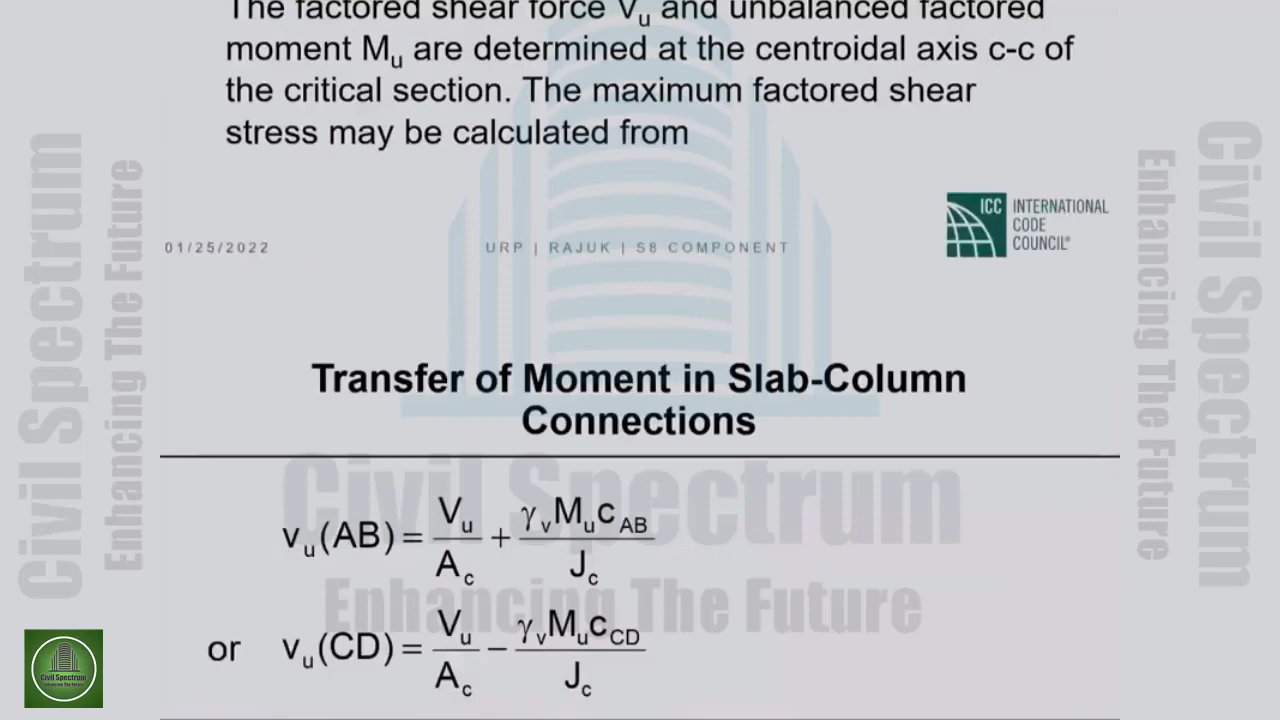 The factored shear force Vu and unbalanced factored
moment Mu are determined at the centroidal axis c-c of
the critical section. The maximum factored shear
stress may be calculated from
ICC INTERNATIONAL
CODE
COUNCIL®
01/25/2022
URP | RAJUK | S8 COMPONENT
Transfer of Moment in Slab-Column
Connections
vu(AB) = Vu/Ac + γvMucAB/Jc
or vu(CD) = Vu/Ac − γvMucCD/Jc
Civil Spectrum
Enhancing The Future
Civil Spectrum
Enhancing The Future
Civil Spectrum
Enhancing The Future
Civil Spectrum
Enhancing The Future